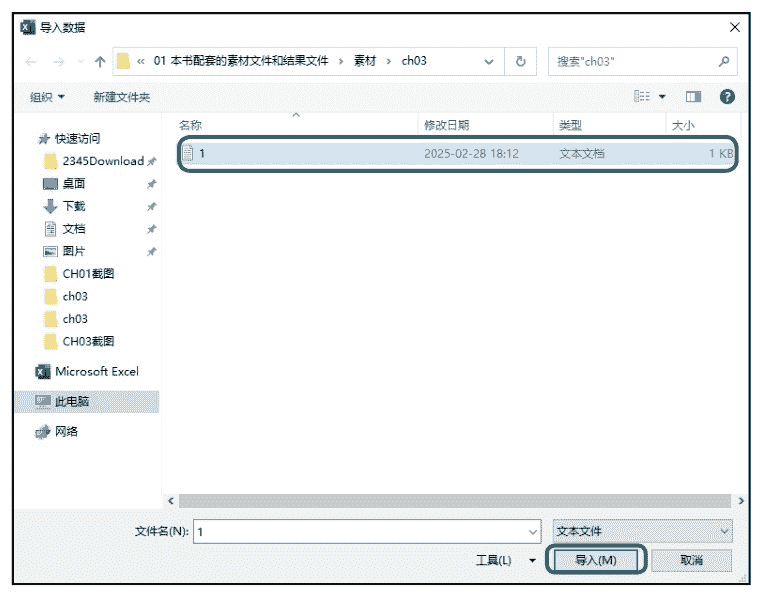 导入数据
« 01 本书配套的素材文件和结果文件 › 素材 › ch03
搜索"ch03"
组织
新建文件夹
名称 修改日期 类型 大小
1 2025-02-28 18:12 文本文档 1 KB
快速访问
2345Download
桌面
下载
文档
图片
CH01截图
ch03
ch03
CH03截图
Microsoft Excel
此电脑
网络
文件名(N): 1 文本文件
工具(L) 导入(M) 取消